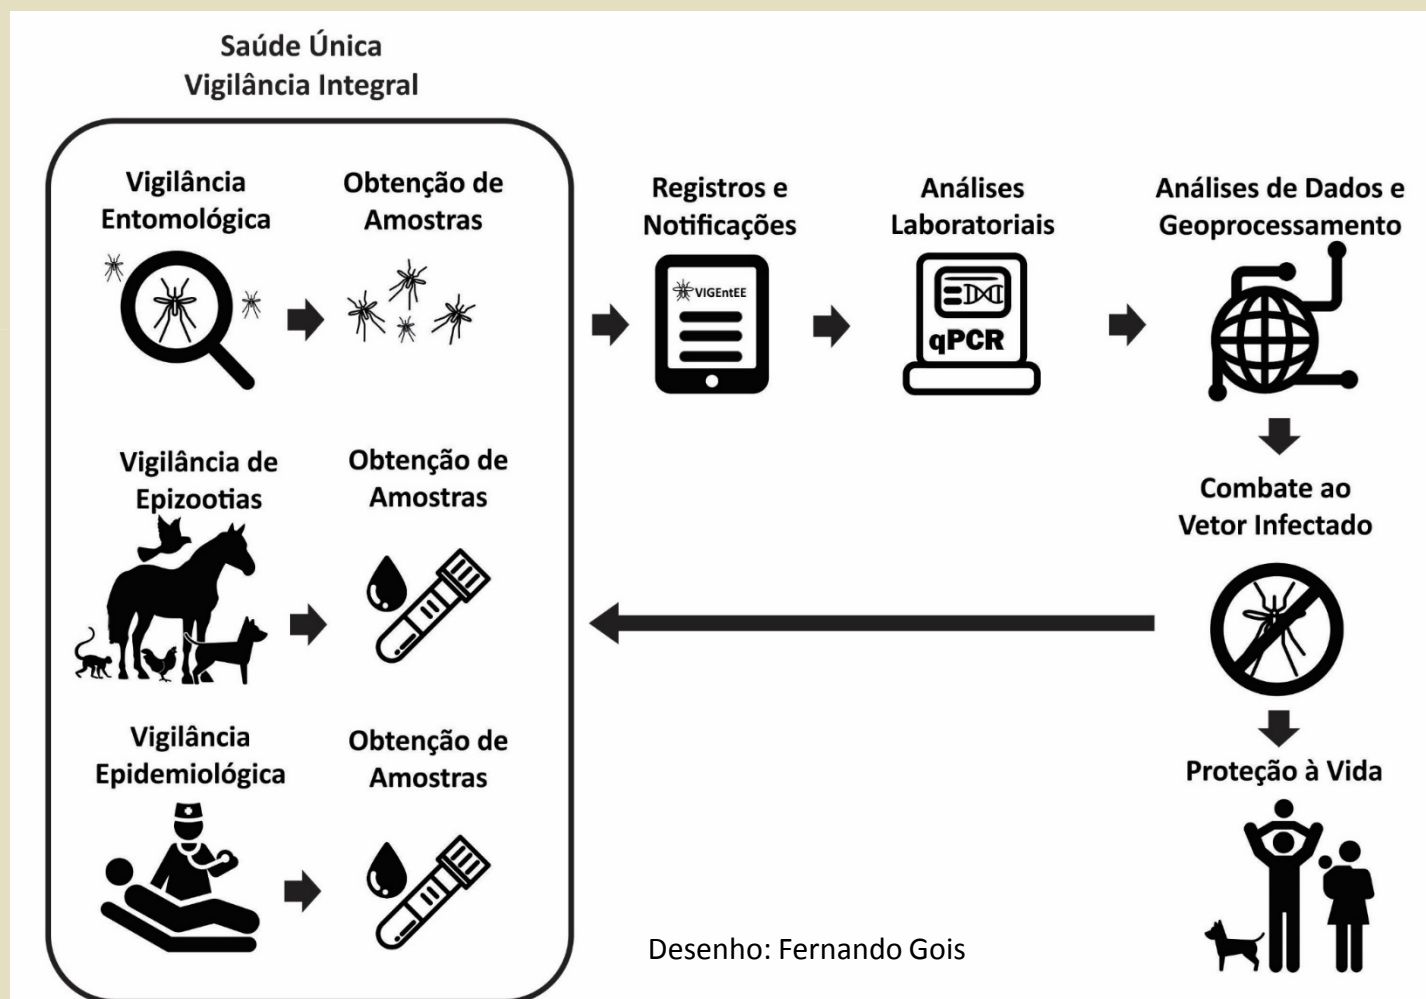 Saúde Única
Vigilância Integral
Vigilância
Entomológica
Obtenção de
Amostras
Registros e
Notificações
VIGEntEE
Análises
Laboratoriais
qPCR
Análises de Dados e
Geoprocessamento
Vigilância de
Epizootias
Obtenção de
Amostras
Combate ao
Vetor Infectado
Vigilância
Epidemiológica
Obtenção de
Amostras
Proteção à Vida
Desenho: Fernando Gois